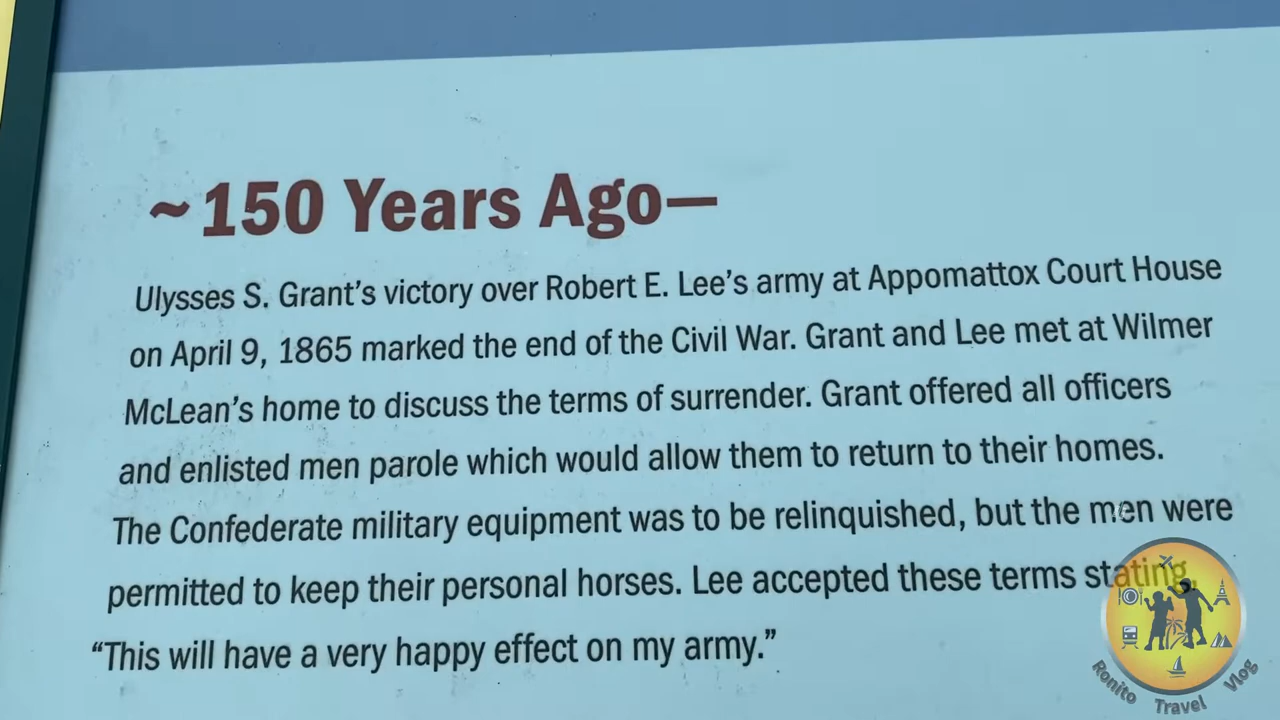 ~150 Years Ago—
Ulysses S. Grant's victory over Robert E. Lee's army at Appomattox Court House
on April 9, 1865 marked the end of the Civil War. Grant and Lee met at Wilmer
McLean's home to discuss the terms of surrender. Grant offered all officers
and enlisted men parole which would allow them to return to their homes.
The Confederate military equipment was to be relinquished, but the men were
permitted to keep their personal horses. Lee accepted these terms stating,
“This will have a very happy effect on my army.”
Ronito Travel Vlog